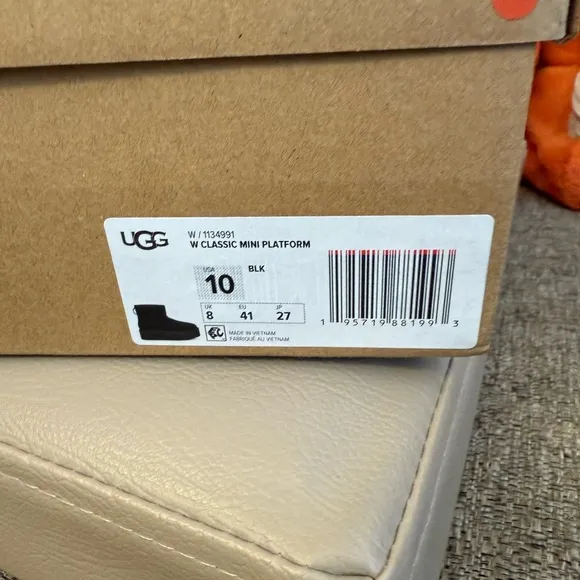 UGG
W / 1134991
W CLASSIC MINI PLATFORM
USA
10
BLK
UK EU JP
8 41 27
MADE IN VIETNAM
FABRIQUÉ AU VIETNAM
1 95719 88199 3